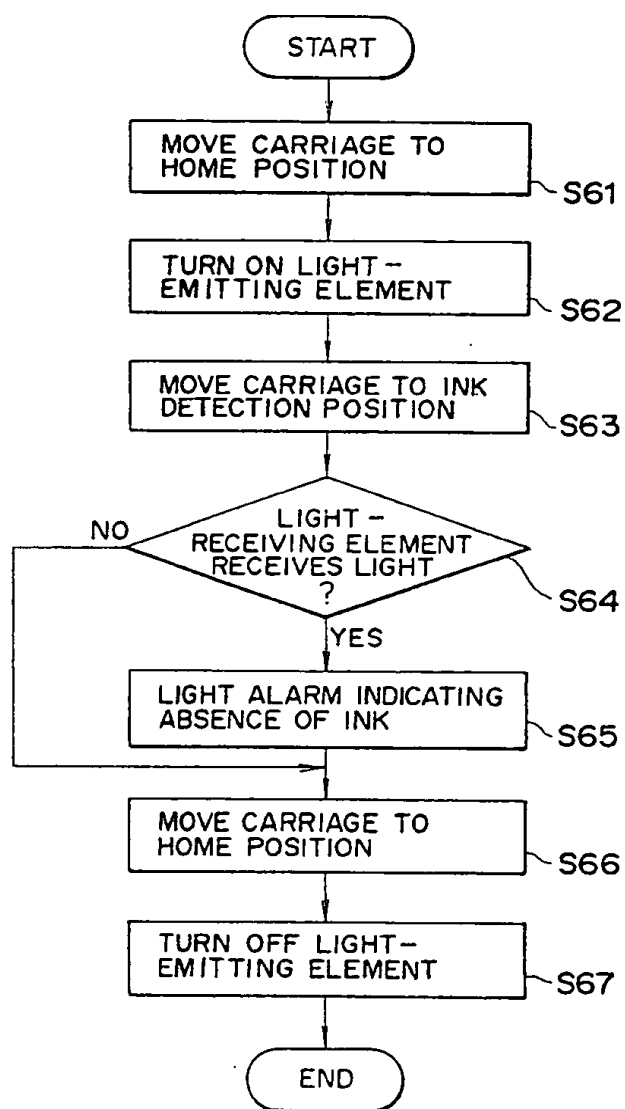 START
MOVE CARRIAGE TO
HOME POSITION
S61
TURN ON LIGHT-
EMITTING ELEMENT
S62
MOVE CARRIAGE TO INK
DETECTION POSITION
S63
NO
LIGHT-
RECEIVING ELEMENT
RECEIVES LIGHT
?
S64
YES
LIGHT ALARM INDICATING
ABSENCE OF INK
S65
MOVE CARRIAGE TO
HOME POSITION
S66
TURN OFF LIGHT-
EMITTING ELEMENT
S67
END